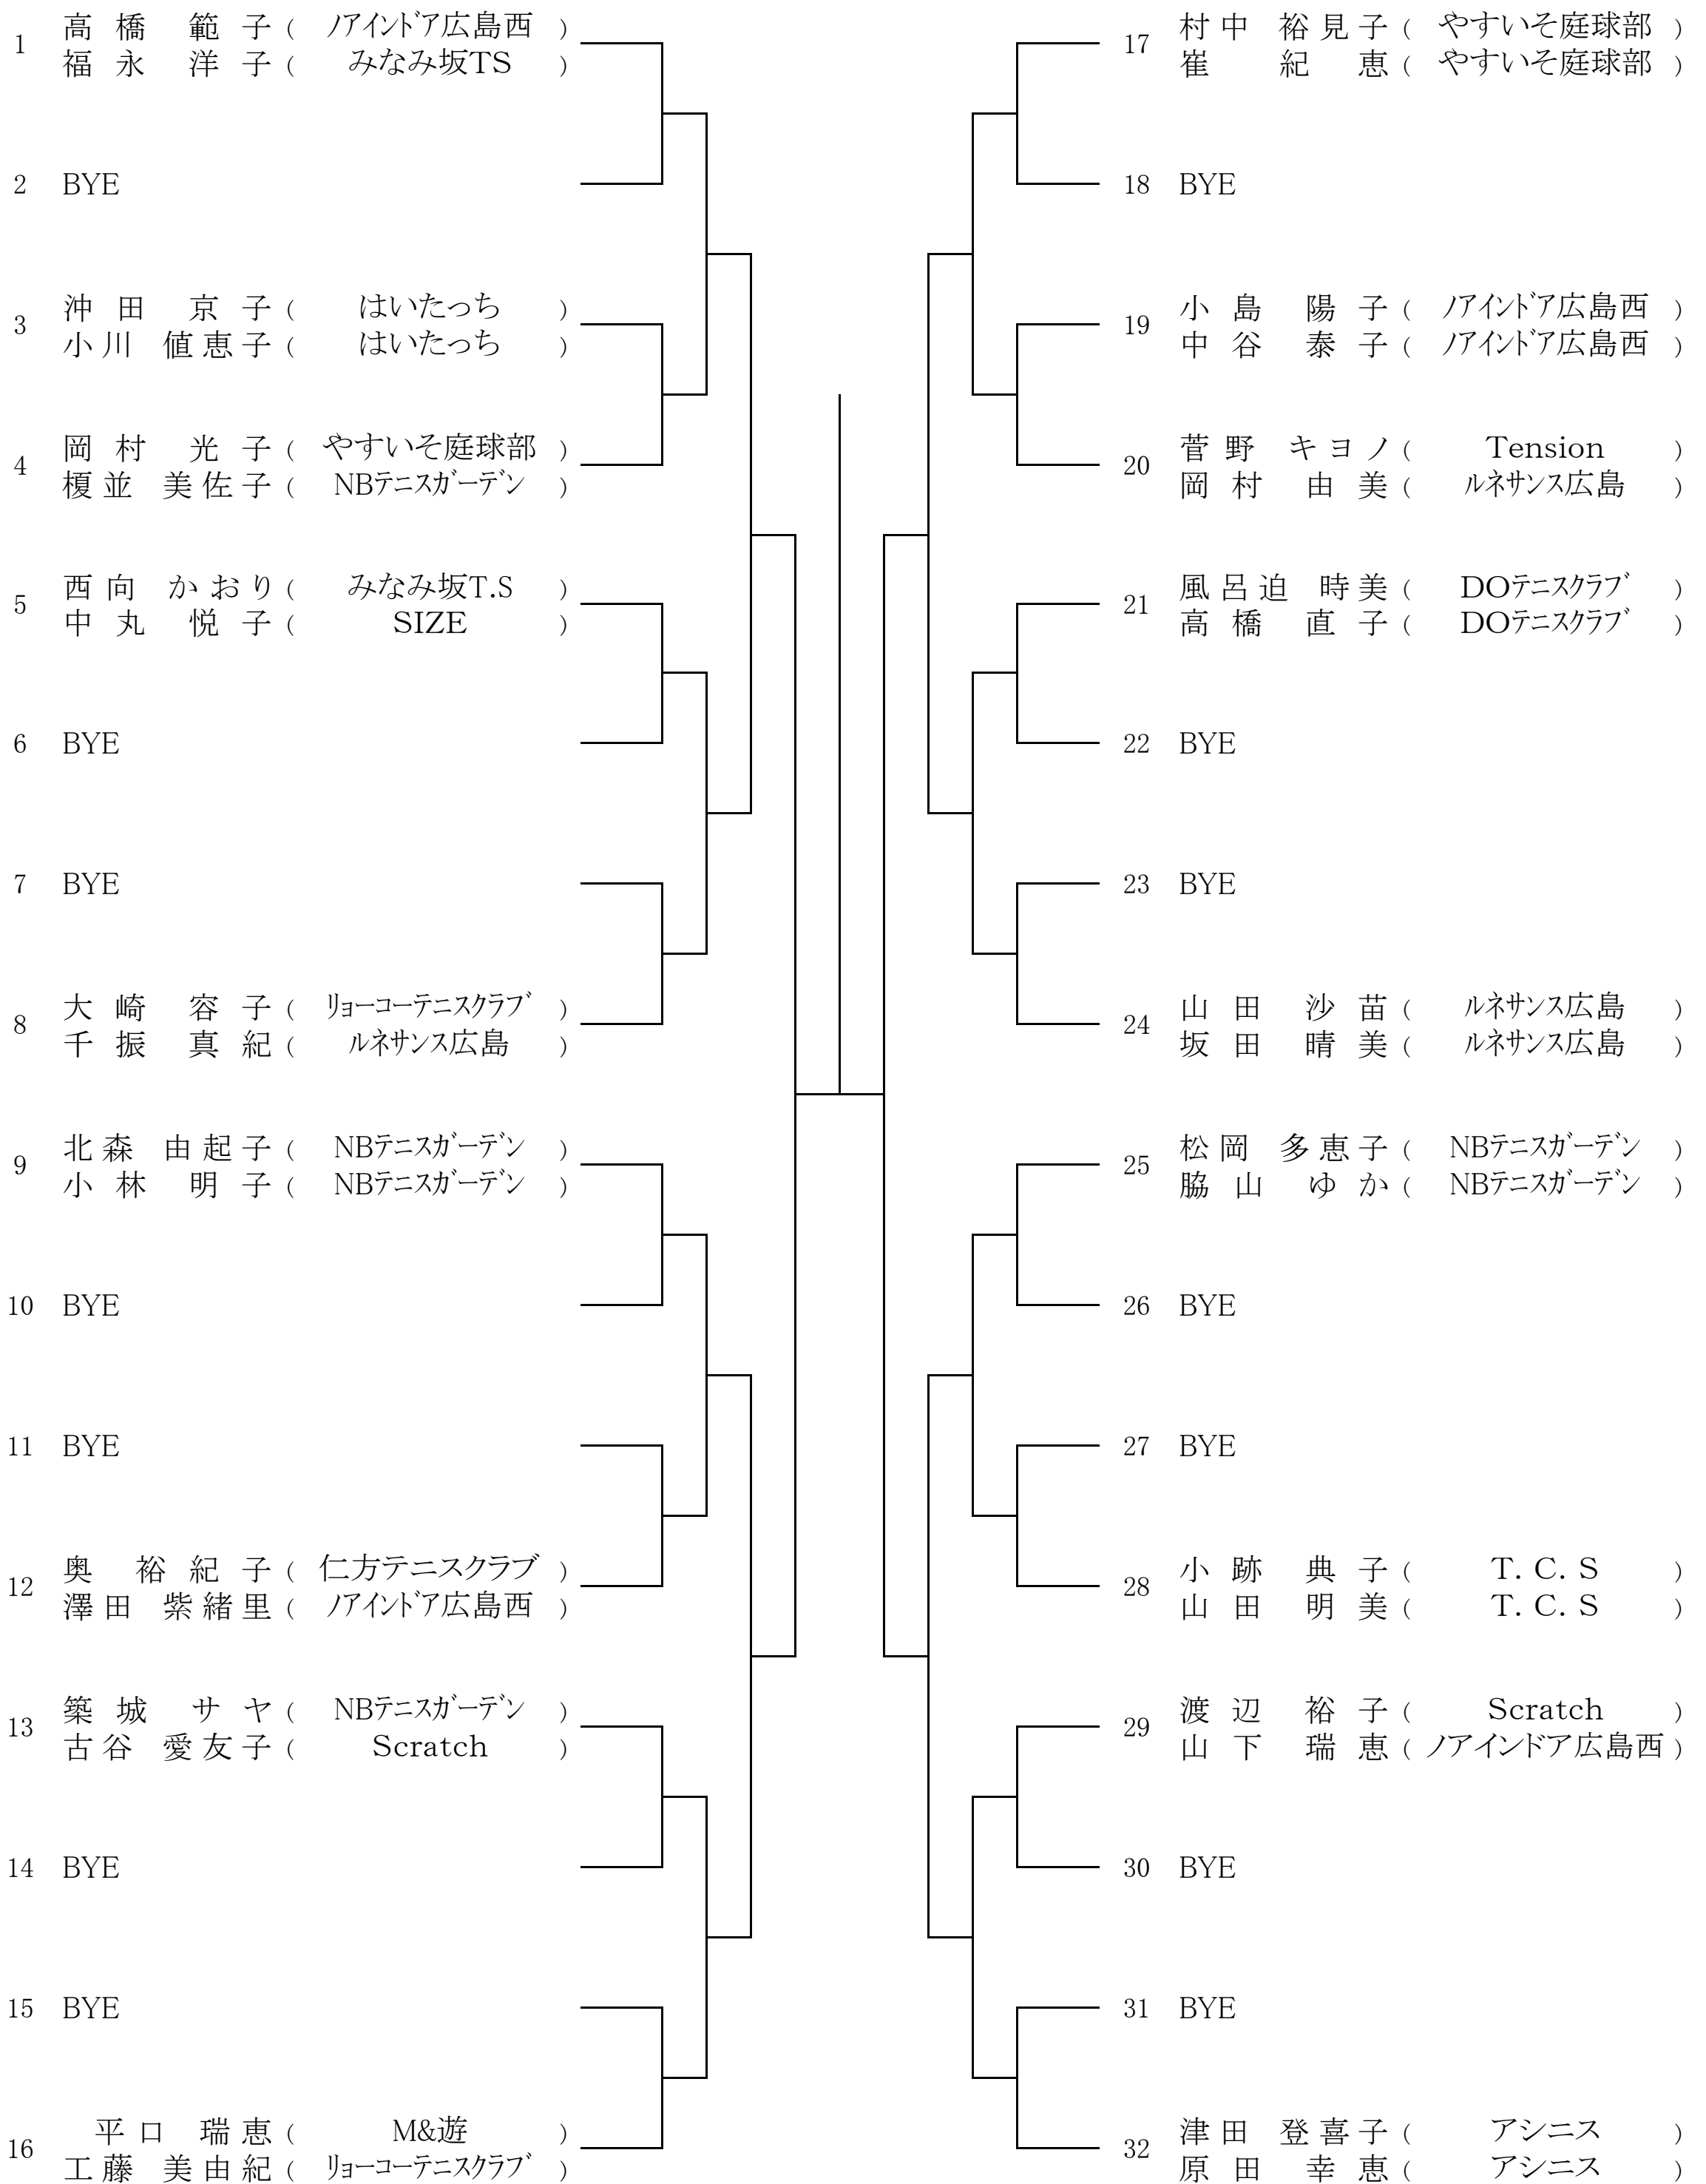 1 高橋 範子 ( ﾉｱｲﾝﾄﾞｱ広島西 )
福永 洋子 ( みなみ坂TS )
2 BYE
3 沖田 京子 ( はいたっち )
小川 値恵子 ( はいたっち )
4 岡村 光子 ( やすいそ庭球部 )
榎並 美佐子 ( NBﾃﾆｽｶﾞｰﾃﾞﾝ )
5 西向 かおり ( みなみ坂T.S )
中丸 悦子 ( SIZE )
6 BYE
7 BYE
8 大崎 容子 ( ﾘｮｰｺｰﾃﾆｽｸﾗﾌﾞ )
千振 真紀 ( ﾙﾈｻﾝｽ広島 )
9 北森 由起子 ( NBﾃﾆｽｶﾞｰﾃﾞﾝ )
小林 明子 ( NBﾃﾆｽｶﾞｰﾃﾞﾝ )
10 BYE
11 BYE
12 奥 裕紀子 ( 仁方テニスクラブ )
澤田 紫緒里 ( ﾉｱｲﾝﾄﾞｱ広島西 )
13 築城 サヤ ( NBﾃﾆｽｶﾞｰﾃﾞﾝ )
古谷 愛友子 ( Scratch )
14 BYE
15 BYE
16 平口 瑞恵 ( M&遊 )
工藤 美由紀 ( ﾘｮｰｺｰﾃﾆｽｸﾗﾌﾞ )
17 村中 裕見子 ( やすいそ庭球部 )
崔 紀恵 ( やすいそ庭球部 )
18 BYE
19 小島 陽子 ( ﾉｱｲﾝﾄﾞｱ広島西 )
中谷 泰子 ( ﾉｱｲﾝﾄﾞｱ広島西 )
20 菅野 キヨノ ( Tension )
岡村 由美 ( ﾙﾈｻﾝｽ広島 )
21 風呂迫 時美 ( DOﾃﾆｽｸﾗﾌﾞ )
高橋 直子 ( DOﾃﾆｽｸﾗﾌﾞ )
22 BYE
23 BYE
24 山田 沙苗 ( ﾙﾈｻﾝｽ広島 )
坂田 晴美 ( ﾙﾈｻﾝｽ広島 )
25 松岡 多恵子 ( NBﾃﾆｽｶﾞｰﾃﾞﾝ )
脇山 ゆか ( NBﾃﾆｽｶﾞｰﾃﾞﾝ )
26 BYE
27 BYE
28 小跡 典子 ( T. C. S )
山田 明美 ( T. C. S )
29 渡辺 裕子 ( Scratch )
山下 瑞恵 ( ノアインドア広島西 )
30 BYE
31 BYE
32 津田 登喜子 ( アシニス )
原田 幸恵 ( アシニス )